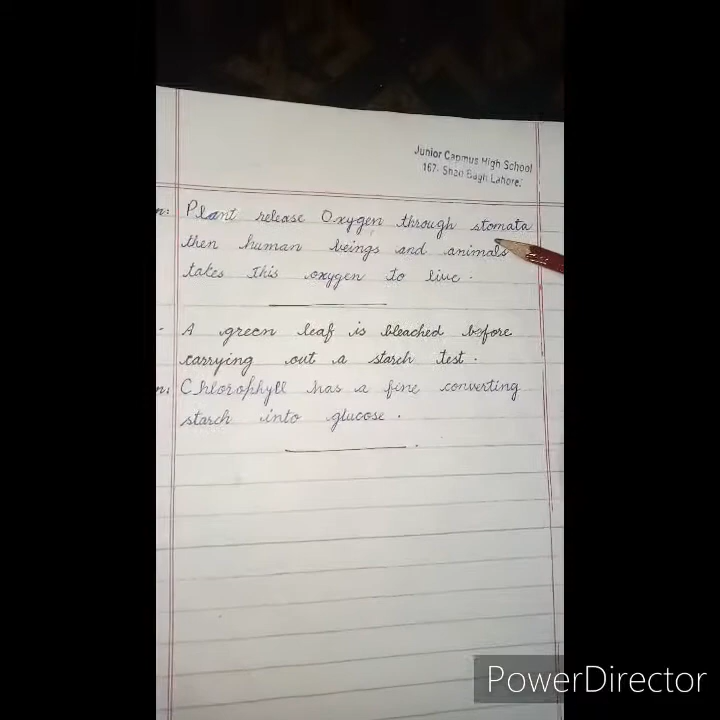 Junior Capmus High School
167- Shad Bagh Lahore.
n: Plant release Oxygen through stomata
then human beings and animals
takes This oxygen to live.
A green leaf is bleached before
carrying out a starch test.
n: Chlorophyll has a fine converting
starch into glucose.
PowerDirector